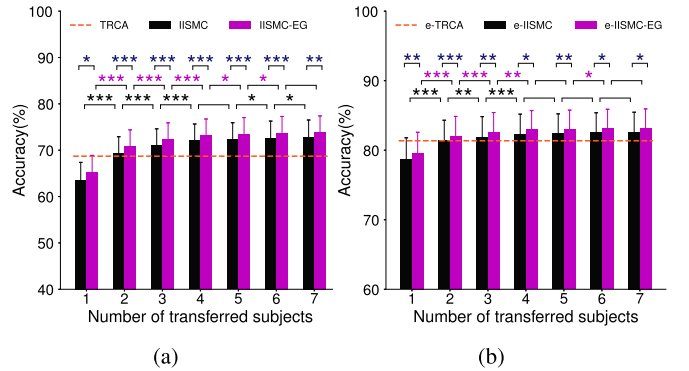 TRCA IISMC IISMC-EG
100
90
80
70
60
50
40
Accuracy(%)
* *** *** *** ** *** **
*** *** *** * *
*** *** *** * *
1 2 3 4 5 6 7
Number of transferred subjects
(a)
e-TRCA e-IISMC e-IISMC-EG
100
90
80
70
60
Accuracy(%)
** *** ** * ** * *
*** *** ** *
*** ** ***
1 2 3 4 5 6 7
Number of transferred subjects
(b)